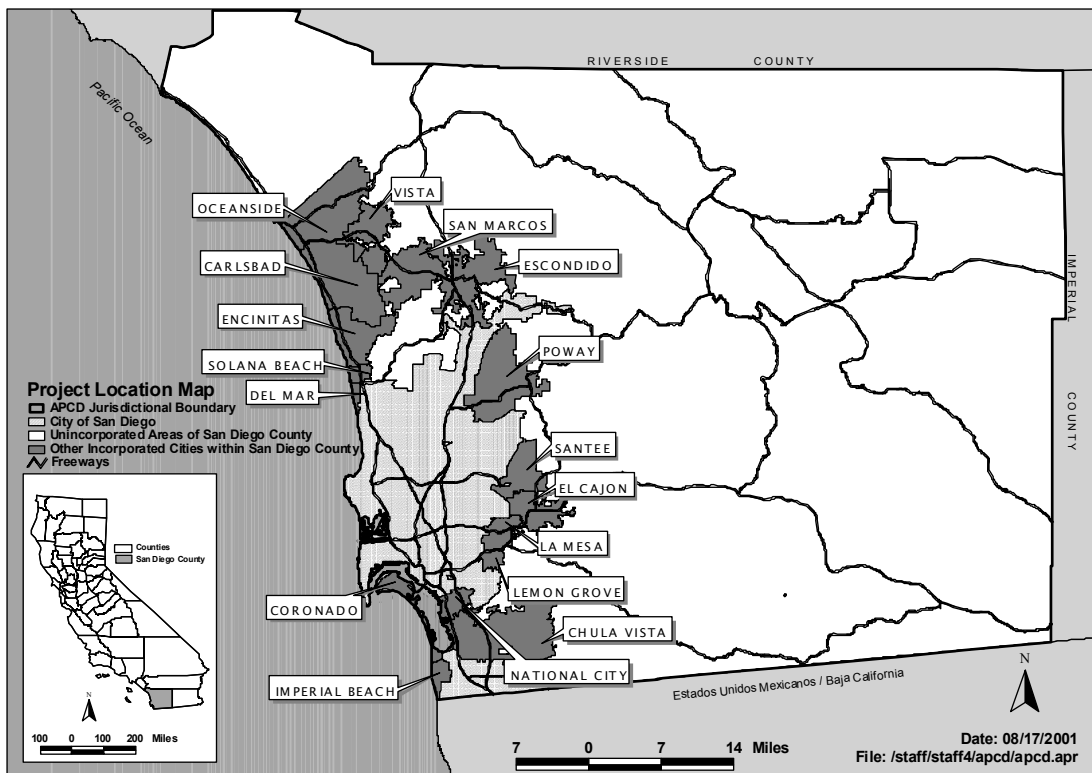 RIVERSIDE COUNTY
Pacific Ocean
VISTA
OCEANSIDE
SAN MARCOS
CARLSBAD
ESCONDIDO
IMPERIAL
COUNTY
ENCINITAS
POWAY
SOLANA BEACH
DEL MAR
Project Location Map
APCD Jurisdictional Boundary
City of San Diego
Unincorporated Areas of San Diego County
Other Incorporated Cities within San Diego County
Freeways
SANTEE
EL CAJON
LA MESA
LEMON GROVE
CORONADO
CHULA VISTA
NATIONAL CITY
IMPERIAL BEACH
Estados Unidos Mexicanos / Baja California
Counties
San Diego County
N
100 0 100 200 Miles
N
7 0 7 14 Miles
Date: 08/17/2001
File: /staff/staff4/apcd/apcd.apr